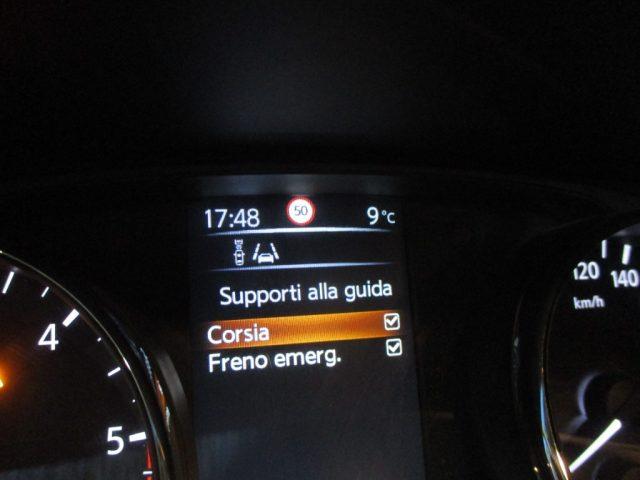 17:48 50 9°C
Supporti alla guida
Corsia
Freno emerg.
4
5
120
140
km/h